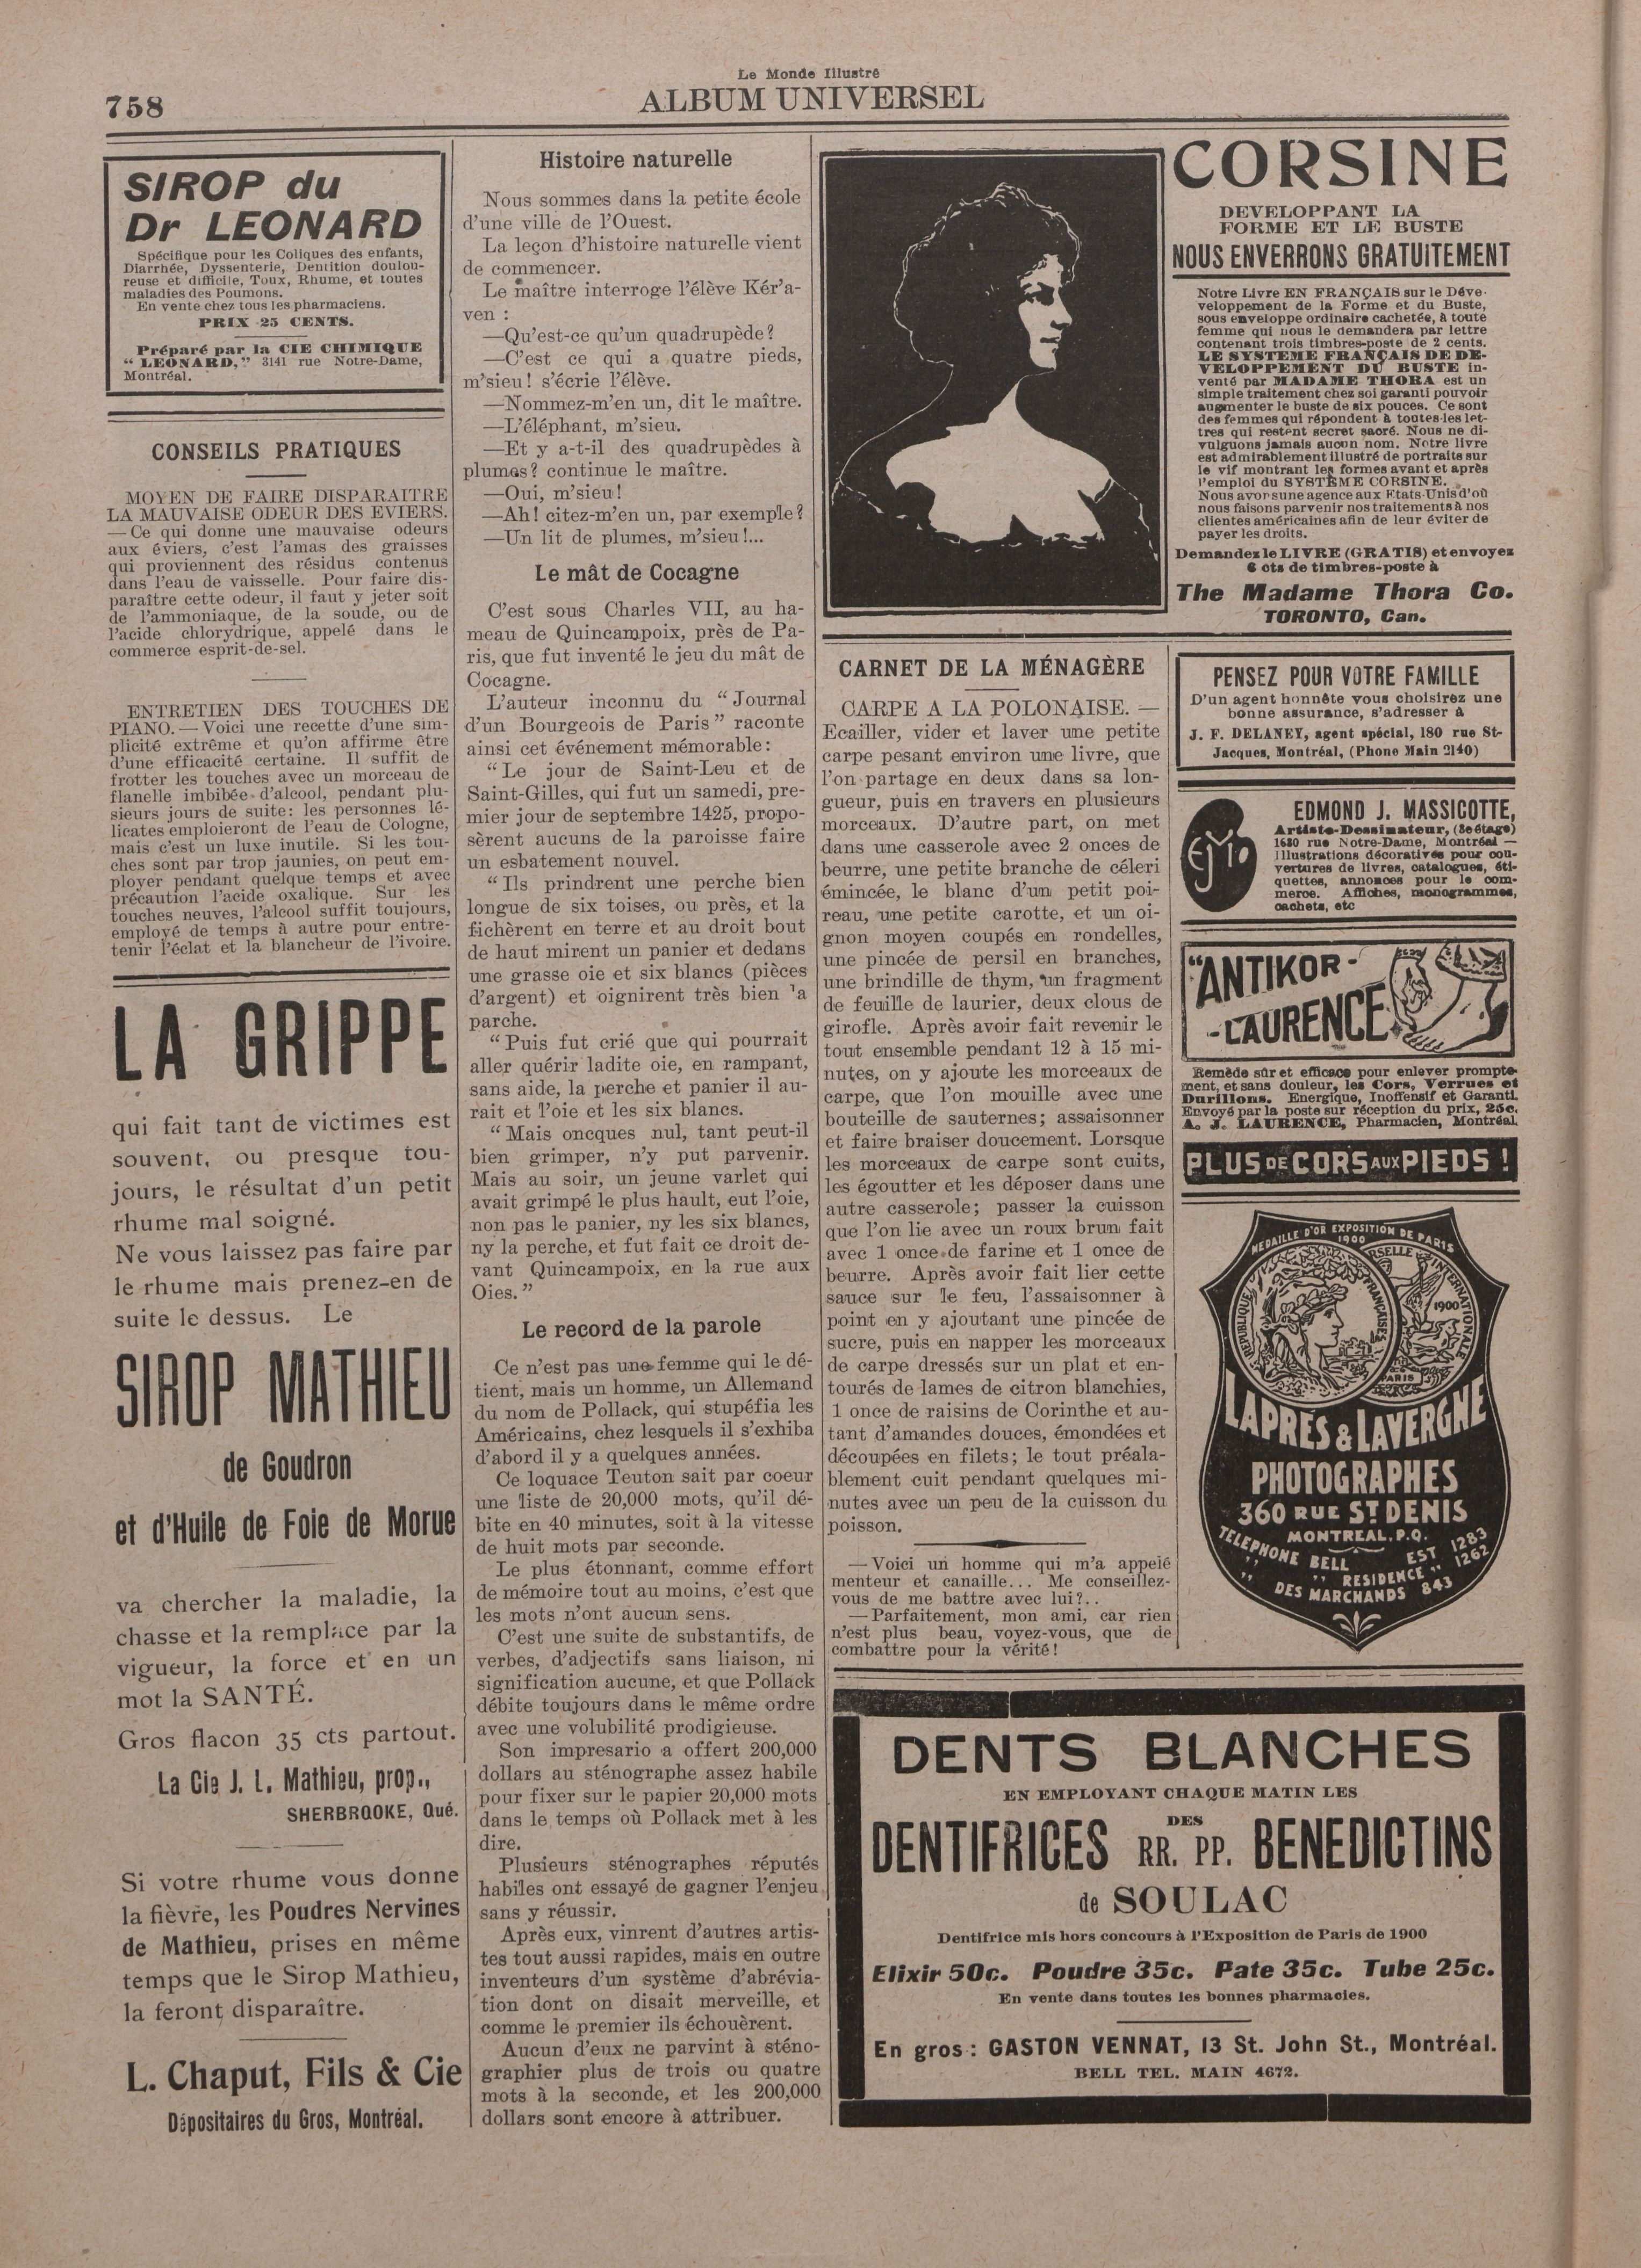 758
Le Monde Illustré
ALBUM UNIVERSEL
SIROP du
Dr LEONARD
Spécifique pour les Coliques des enfants,
Diarrhée, Dyssenterie, Dentition doulou-
reuse et difficile, Toux, Rhume, et toutes
maladies des Poumons.
En vente chez tous les pharmaciens.
PRIX 25 CENTS.
Préparé par la CIE CHIMIQUE
“ LEONARD, ” 3141 rue Notre-Dame,
Montréal.
CONSEILS PRATIQUES
MOYEN DE FAIRE DISPARAITRE
LA MAUVAISE ODEUR DES EVIERS.
— Ce qui donne une mauvaise odeurs
aux éviers, c'est l'amas des graisses
qui proviennent des résidus contenus
dans l'eau de vaisselle. Pour faire dis-
paraître cette odeur, il faut y jeter soit
de l'ammoniaque, de la soude, ou de
l'acide chlorydrique, appelé dans le
commerce esprit-de-sel.
ENTRETIEN DES TOUCHES DE
PIANO. — Voici une recette d'une sim-
plicité extrême et qu'on affirme être
d'une efficacité certaine. Il suffit de
frotter les touches avec un morceau de
flanelle imbibée d'alcool, pendant plu-
sieurs jours de suite: les personnes lé-
licates emploieront de l'eau de Cologne,
mais c'est un luxe inutile. Si les tou-
ches sont par trop jaunies, on peut em-
ployer pendant quelque temps et avec
précaution l'acide oxalique. Sur les
touches neuves, l'alcool suffit toujours,
employé de temps à autre pour entre-
tenir l'éclat et la blancheur de l'ivoire.
LA GRIPPE
qui fait tant de victimes est
souvent, ou presque tou-
jours, le résultat d'un petit
rhume mal soigné.
Ne vous laissez pas faire par
le rhume mais prenez-en de
suite le dessus. Le
SIROP MATHIEU
de Goudron
et d'Huile de Foie de Morue
va chercher la maladie, la
chasse et la remplace par la
vigueur, la force et en un
mot la SANTÉ.
Gros flacon 35 cts partout.
La Cie J. L. Mathieu, prop.,
SHERBROOKE, Qué.
Si votre rhume vous donne
la fièvre, les Poudres Nervines
de Mathieu, prises en même
temps que le Sirop Mathieu,
la feront disparaître.
L. Chaput, Fils & Cie
Dépositaires du Gros, Montréal.
Histoire naturelle
Nous sommes dans la petite école
d'une ville de l'Ouest.
La leçon d'histoire naturelle vient
de commencer.
Le maître interroge l'élève Kér'a-
ven :
—Qu'est-ce qu'un quadrupède?
—C'est ce qui a quatre pieds,
m'sieu! s'écrie l'élève.
—Nommez-m'en un, dit le maître.
—L'éléphant, m'sieu.
—Et y a-t-il des quadrupèdes à
plumes? continue le maître.
—Oui, m'sieu!
—Ah! citez-m'en un, par exemple?
—Un lit de plumes, m'sieu!...
Le mât de Cocagne
C'est sous Charles VII, au ha-
meau de Quincampoix, près de Pa-
ris, que fut inventé le jeu du mât de
Cocagne.
L'auteur inconnu du “ Journal
d'un Bourgeois de Paris ” raconte
ainsi cet événement mémorable:
“ Le jour de Saint-Leu et de
Saint-Gilles, qui fut un samedi, pre-
mier jour de septembre 1425, propo-
sèrent aucuns de la paroisse faire
un esbatement nouvel.
“ Ils prindrent une perche bien
longue de six toises, ou près, et la
fichèrent en terre et au droit bout
de haut mirent un panier et dedans
une grasse oie et six blancs (pièces
d'argent) et oignirent très bien 'a
parche.
“ Puis fut crié que qui pourrait
aller quérir ladite oie, en rampant,
sans aide, la perche et panier il au-
rait et l'oie et les six blancs.
“ Mais oncques nul, tant peut-il
bien grimper, n'y put parvenir.
Mais au soir, un jeune varlet qui
avait grimpé le plus hault, eut l'oie,
non pas le panier, ny les six blancs,
ny la perche, et fut fait ce droit de-
vant Quincampoix, en la rue aux
Oies. ”
Le record de la parole
Ce n'est pas une femme qui le dé-
tient, mais un homme, un Allemand
du nom de Pollack, qui stupéfia les
Américains, chez lesquels il s'exhiba
d'abord il y a quelques années.
Ce loquace Teuton sait par coeur
une liste de 20,000 mots, qu'il dé-
bite en 40 minutes, soit à la vitesse
de huit mots par seconde.
Le plus étonnant, comme effort
de mémoire tout au moins, c'est que
les mots n'ont aucun sens.
C'est une suite de substantifs, de
verbes, d'adjectifs sans liaison, ni
signification aucune, et que Pollack
débite toujours dans le même ordre
avec une volubilité prodigieuse.
Son impresario a offert 200,000
dollars au sténographe assez habile
pour fixer sur le papier 20,000 mots
dans le temps où Pollack met à les
dire.
Plusieurs sténographes réputés
habiles ont essayé de gagner l'enjeu
sans y réussir.
Après eux, vinrent d'autres artis-
tes tout aussi rapides, mais en outre
inventeurs d'un système d'abrévia-
tion dont on disait merveille, et
comme le premier ils échouèrent.
Aucun d'eux ne parvint à sténo-
graphier plus de trois ou quatre
mots à la seconde, et les 200,000
dollars sont encore à attribuer.
CORSINE
DEVELOPPANT LA
FORME ET LE BUSTE
NOUS ENVERRONS GRATUITEMENT
Notre Livre EN FRANÇAIS sur le Déve-
veloppement de la Forme et du Buste,
sous enveloppe ordinaire cachetée, à toute
femme qui nous le demandera par lettre
contenant trois timbres-poste de 2 cents.
LE SYSTEME FRANÇAIS DE DE-
VELOPPEMENT DU BUSTE in-
venté par MADAME THORA est un
simple traitement chez soi garanti pouvoir
augmenter le buste de six pouces. Ce sont
des femmes qui répondent à toutes les let-
tres qui restent secret sacré. Nous ne di-
vulguons jamais aucun nom. Notre livre
est admirablement illustré de portraits sur
le vif montrant les formes avant et après
l'emploi du SYSTÈME CORSINE.
Nous avons une agence aux Etats-Unis d'où
nous faisons parvenir nos traitements à nos
clientes américaines afin de leur éviter de
payer les droits.
Demandez le LIVRE (GRATIS) et envoyez
6 cts de timbres-poste à
The Madame Thora Co.
TORONTO, Can.
CARNET DE LA MÉNAGÈRE
CARPE A LA POLONAISE. —
Ecailler, vider et laver une petite
carpe pesant environ une livre, que
l'on partage en deux dans sa lon-
gueur, puis en travers en plusieurs
morceaux. D'autre part, on met
dans une casserole avec 2 onces de
beurre, une petite branche de céleri
émincée, le blanc d'un petit poi-
reau, une petite carotte, et un oi-
gnon moyen coupés en rondelles,
une pincée de persil en branches,
une brindille de thym, un fragment
de feuille de laurier, deux clous de
girofle. Après avoir fait revenir le
tout ensemble pendant 12 à 15 mi-
nutes, on y ajoute les morceaux de
carpe, que l'on mouille avec une
bouteille de sauternes; assaisonner
et faire braiser doucement. Lorsque
les morceaux de carpe sont cuits,
les égoutter et les déposer dans une
autre casserole; passer la cuisson
que l'on lie avec un roux brun fait
avec 1 once de farine et 1 once de
beurre. Après avoir fait lier cette
sauce sur le feu, l'assaisonner à
point en y ajoutant une pincée de
sucre, puis en napper les morceaux
de carpe dressés sur un plat et en-
tourés de lames de citron blanchies,
1 once de raisins de Corinthe et au-
tant d'amandes douces, émondées et
découpées en filets; le tout préala-
blement cuit pendant quelques mi-
nutes avec un peu de la cuisson du
poisson.
— Voici un homme qui m'a appelé
menteur et canaille... Me conseillez-
vous de me battre avec lui?..
— Parfaitement, mon ami, car rien
n'est plus beau, voyez-vous, que de
combattre pour la vérité!
PENSEZ POUR VOTRE FAMILLE
D'un agent honnête vous choisirez une
bonne assurance, s'adresser à
J. F. DELANEY, agent spécial, 180 rue St-
Jacques, Montréal, (Phone Main 2140)
EJM
EDMOND J. MASSICOTTE,
Artiste-Dessinateur, (3e étage)
1630 rue Notre-Dame, Montréal —
Illustrations décoratives pour cou-
vertures de livres, catalogues, éti-
quettes, annonces pour le com-
merce. Affiches, monogrammes,
cachets, etc
“ANTIKOR-
-LAURENCE
Remède sûr et efficace pour enlever prompte-
ment, et sans douleur, les Cors, Verrues et
Durillons. Energique, Inoffensif et Garanti.
Envoyé par la poste sur réception du prix, 25c.
A. J. LAURENCE, Pharmacien, Montréal.
PLUS DE CORS AUX PIEDS !
MEDAILLE D'OR EXPOSITION DE PARIS
1900
REPUBLIQUE FRANÇAISE
RSELLE INTERNATIONALE
1900
PARIS
LAPRES & LAVERGNE
PHOTOGRAPHES
360 RUE ST DENIS
MONTREAL. P.Q.
TELEPHONE BELL EST 1283
” ” RESIDENCE ” 1262
” DES MARCHANDS 843
DENTS BLANCHES
EN EMPLOYANT CHAQUE MATIN LES
DENTIFRICES DES RR. PP. BENEDICTINS
de SOULAC
Dentifrice mis hors concours à l'Exposition de Paris de 1900
Elixir 50c. Poudre 35c. Pate 35c. Tube 25c.
En vente dans toutes les bonnes pharmacies.
En gros : GASTON VENNAT, 13 St. John St., Montréal.
BELL TEL. MAIN 4672.